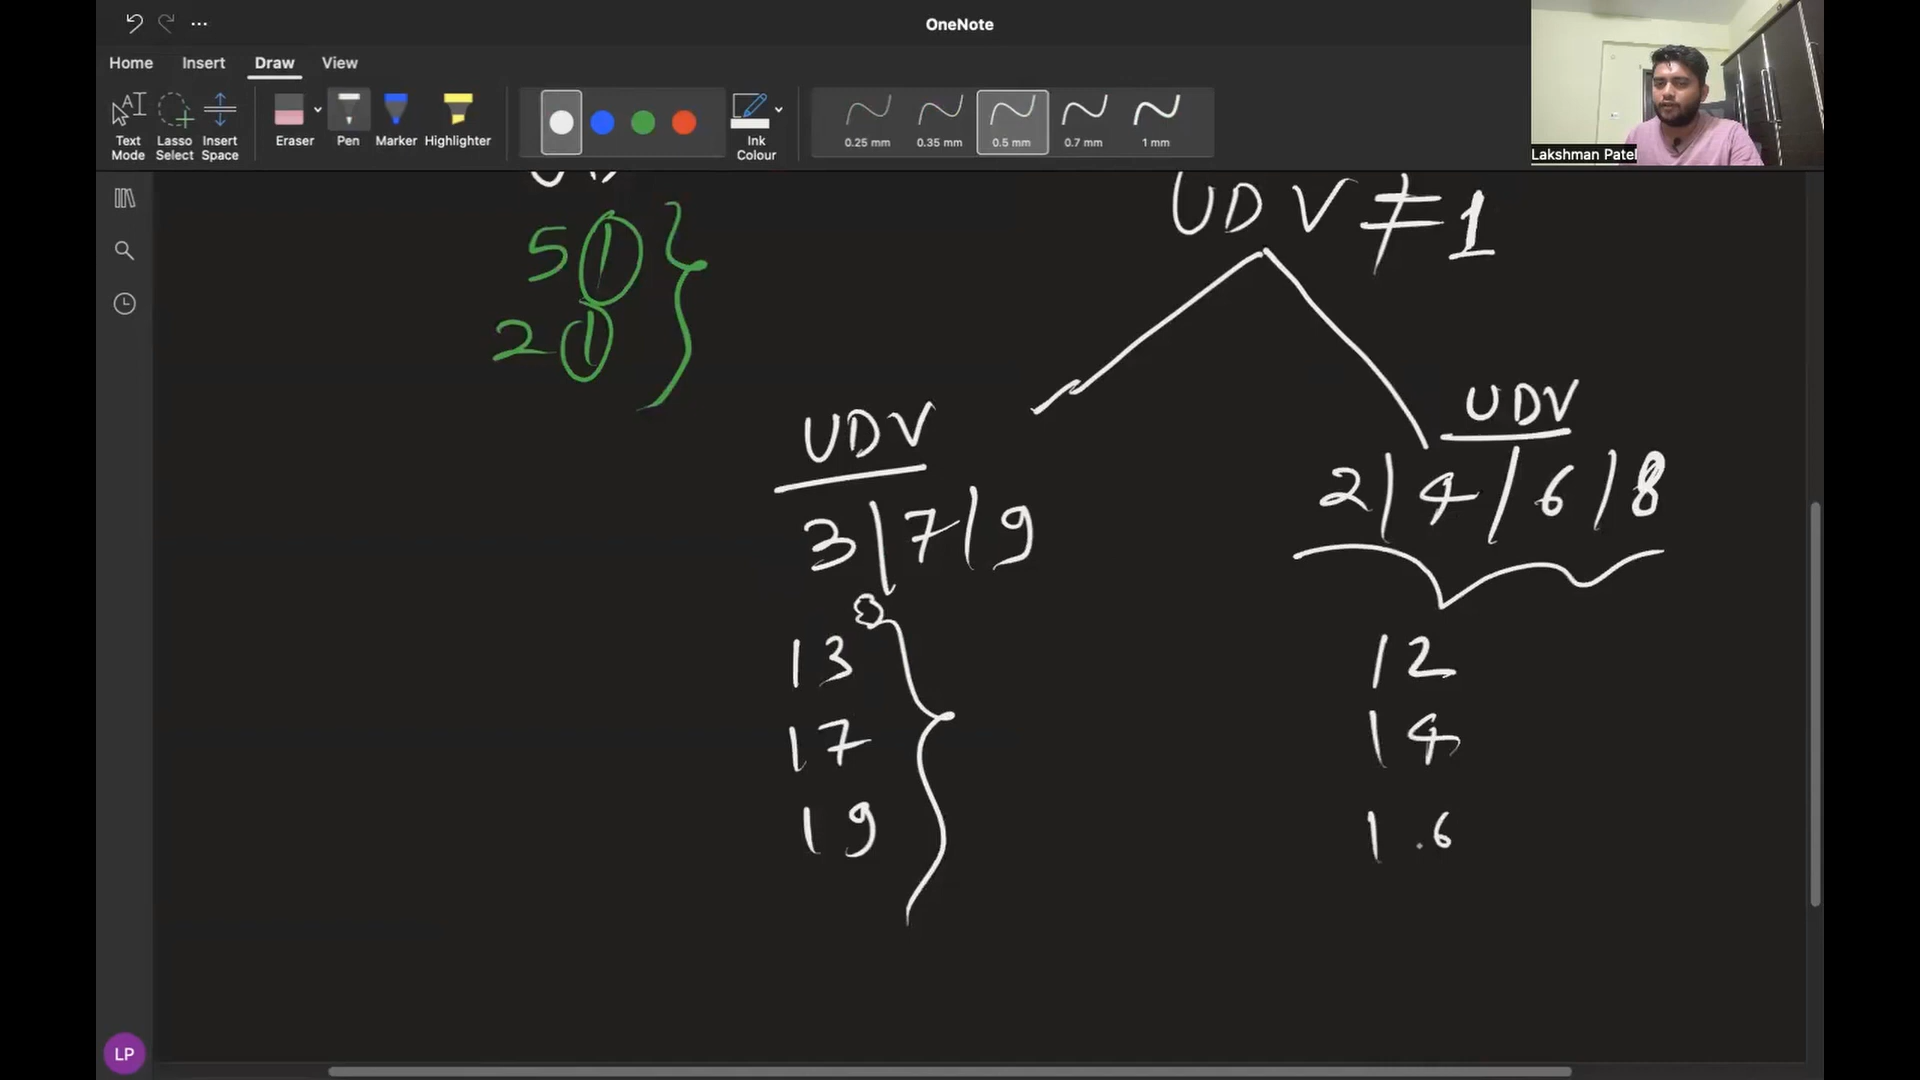 OneNote
Home Insert Draw View
Text Mode
Lasso Select
Insert Space
Eraser
Pen
Marker
Highlighter
Ink Colour
0.25 mm
0.35 mm
0.5 mm
0.7 mm
1 mm
Lakshman Patel
UDV ≠ 1
51
21
UDV
3 | 7 | 9
13
17
19
UDV
2 | 4 | 6 | 8
12
14
1.6
LP